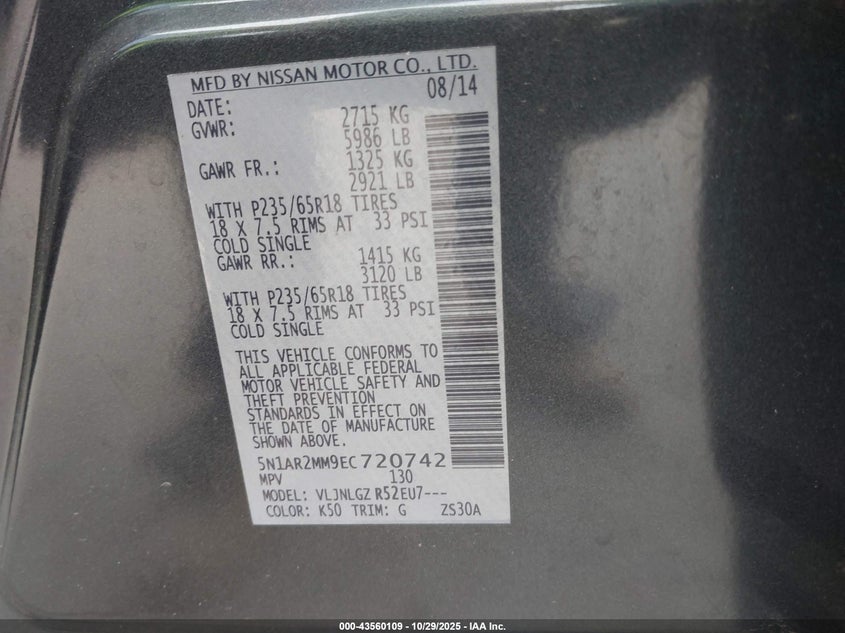 MFD BY NISSAN MOTOR CO., LTD.
DATE: 08/14
GVWR: 2715 KG
5986 LB
GAWR FR.: 1325 KG
2921 LB
WITH P235/65R18 TIRES
18 X 7.5 RIMS AT 33 PSI
COLD SINGLE
GAWR RR.: 1415 KG
3120 LB
WITH P235/65R18 TIRES
18 X 7.5 RIMS AT 33 PSI
COLD SINGLE
THIS VEHICLE CONFORMS TO
ALL APPLICABLE FEDERAL
MOTOR VEHICLE SAFETY AND
THEFT PREVENTION
STANDARDS IN EFFECT ON
THE DATE OF MANUFACTURE
SHOWN ABOVE.
5N1AR2MM9EC720742
MPV 130
MODEL: VLJNLGZ R52EU7---
COLOR: K50 TRIM: G ZS30A
000-43560109 - 10/29/2025 - IAA Inc.